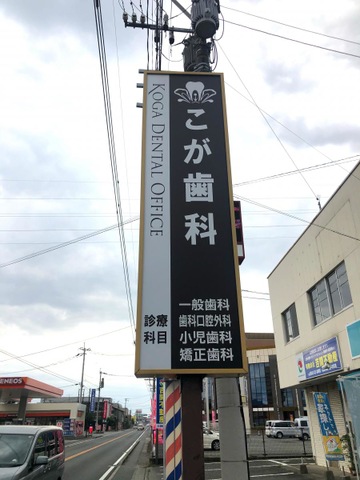 KOGA DENTAL OFFICE
こが歯科
診療
科目
一般歯科
歯科口腔外科
小児歯科
矯正歯科
ENEOS